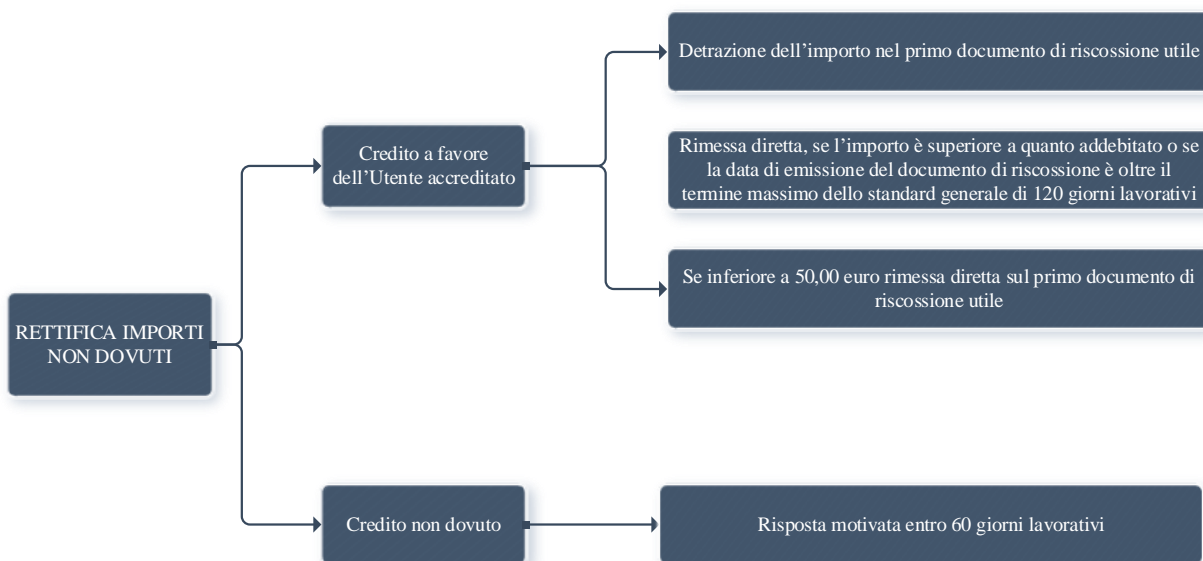 RETTIFICA IMPORTI
NON DOVUTI
Credito a favore
dell’Utente accreditato
Detrazione dell’importo nel primo documento di riscossione utile
Rimessa diretta, se l’importo è superiore a quanto addebitato o se
la data di emissione del documento di riscossione è oltre il
termine massimo dello standard generale di 120 giorni lavorativi
Se inferiore a 50,00 euro rimessa diretta sul primo documento di
riscossione utile
Credito non dovuto
Risposta motivata entro 60 giorni lavorativi